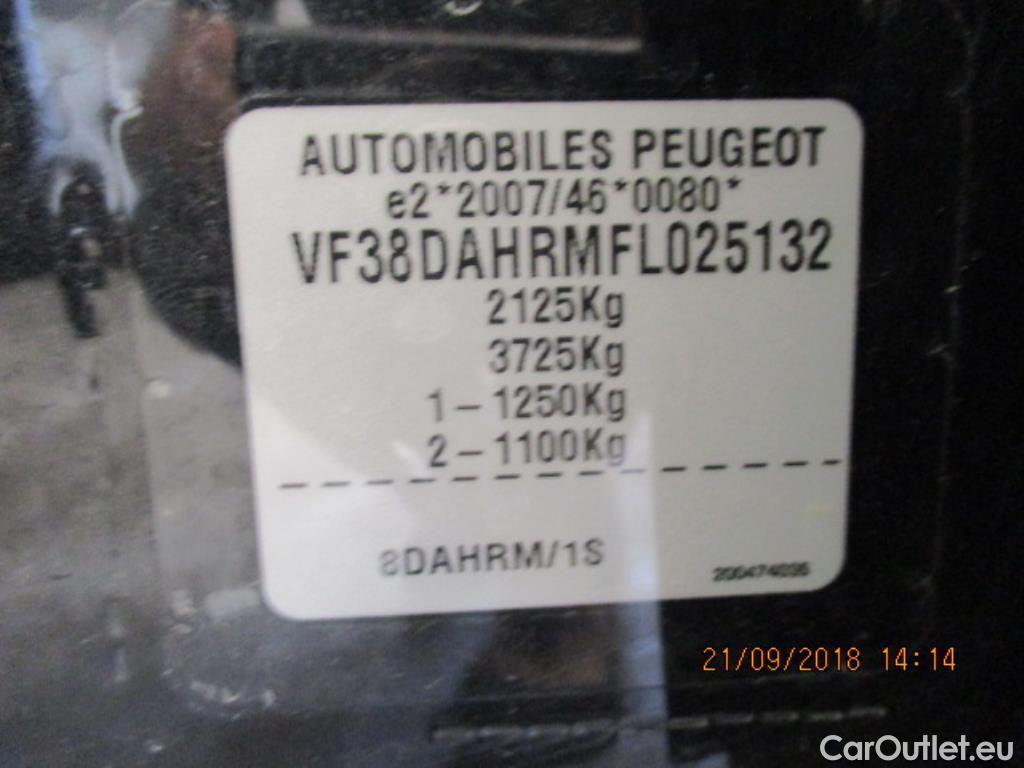 AUTOMOBILES PEUGEOT
e2*2007/46*0080*
VF38DAHRMFL025132
2125Kg
3725Kg
1-1250Kg
2-1100Kg
8DAHRM/1S
21/09/2018 14:14
CarOutlet.eu